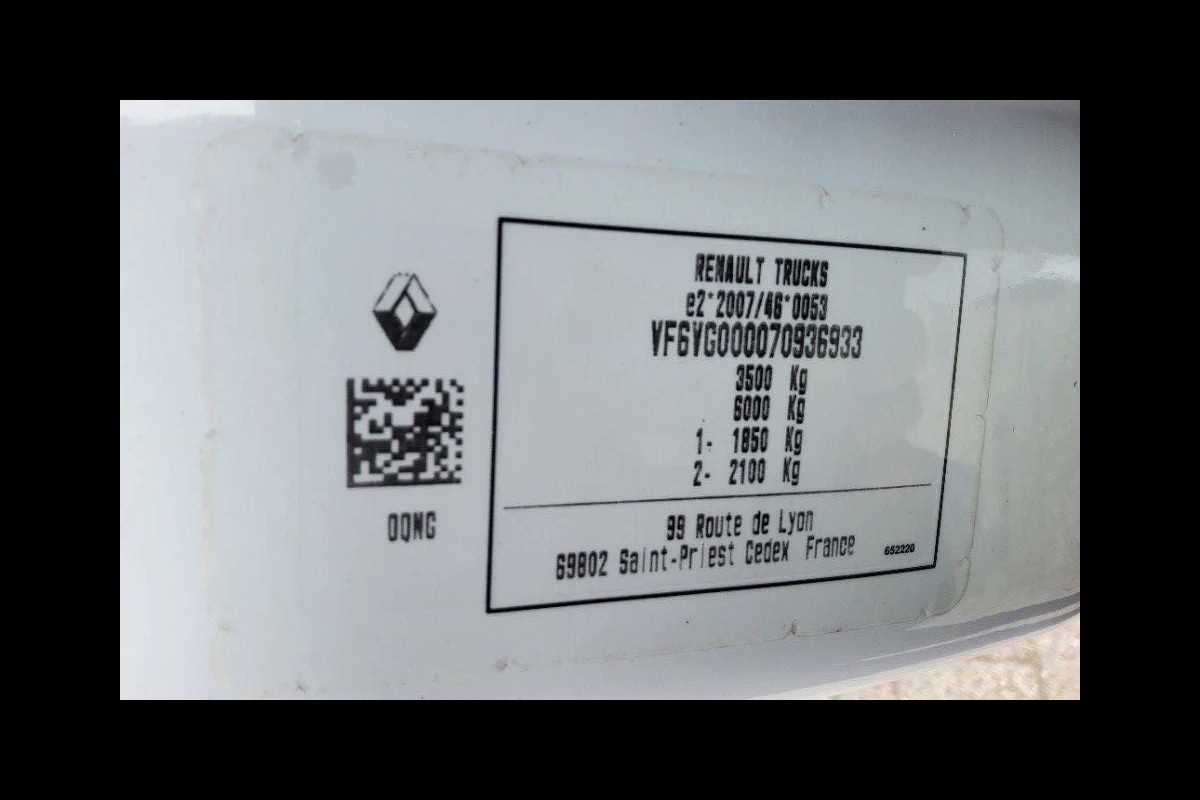 RENAULT TRUCKS
e2*2007/46*0053
VF6VG000070936933
3500 Kg
6000 Kg
1- 1850 Kg
2- 2100 Kg
0QNG
99 Route de Lyon
69802 Saint-Priest Cedex France
652220